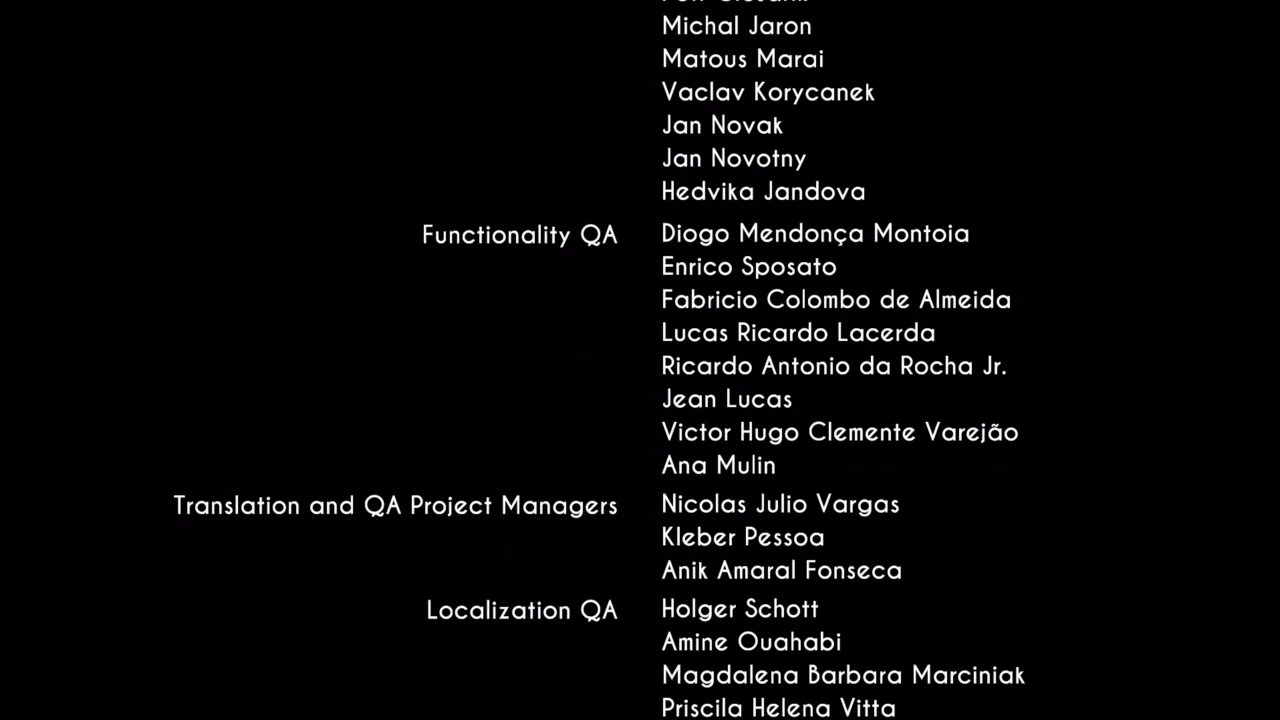 Michal Jaron
Matous Marai
Vaclav Korycanek
Jan Novak
Jan Novotny
Hedvika Jandova
Functionality QA Diogo Mendonça Montoia
Enrico Sposato
Fabricio Colombo de Almeida
Lucas Ricardo Lacerda
Ricardo Antonio da Rocha Jr.
Jean Lucas
Victor Hugo Clemente Varejão
Ana Mulin
Translation and QA Project Managers Nicolas Julio Vargas
Kleber Pessoa
Anik Amaral Fonseca
Localization QA Holger Schott
Amine Ouahabi
Magdalena Barbara Marciniak
Priscila Helena Vitta